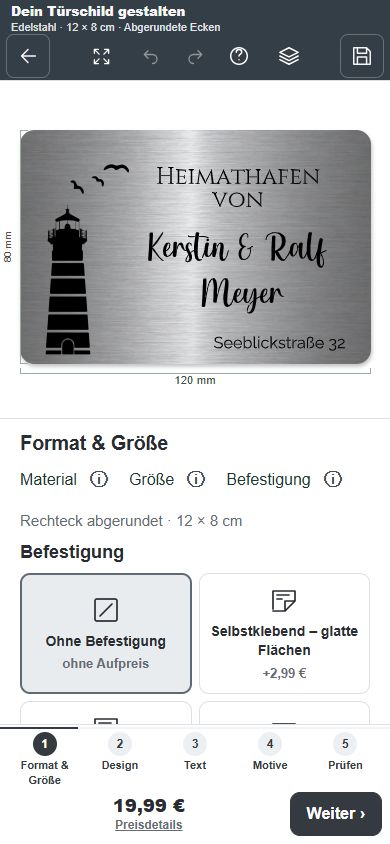 Dein Türschild gestalten
Edelstahl · 12 × 8 cm · Abgerundete Ecken
HEIMATHAFEN
VON
Kerstin & Ralf
Meyer
Seeblickstraße 32
80 mm
120 mm
Format & Größe
Material Größe Befestigung
Rechteck abgerundet · 12 × 8 cm
Befestigung
Ohne Befestigung
ohne Aufpreis
Selbstklebend – glatte
Flächen
+2,99 €
1 2 3 4 5
Format &
Größe
Design
Text
Motive
Prüfen
19,99 €
Preisdetails
Weiter ›